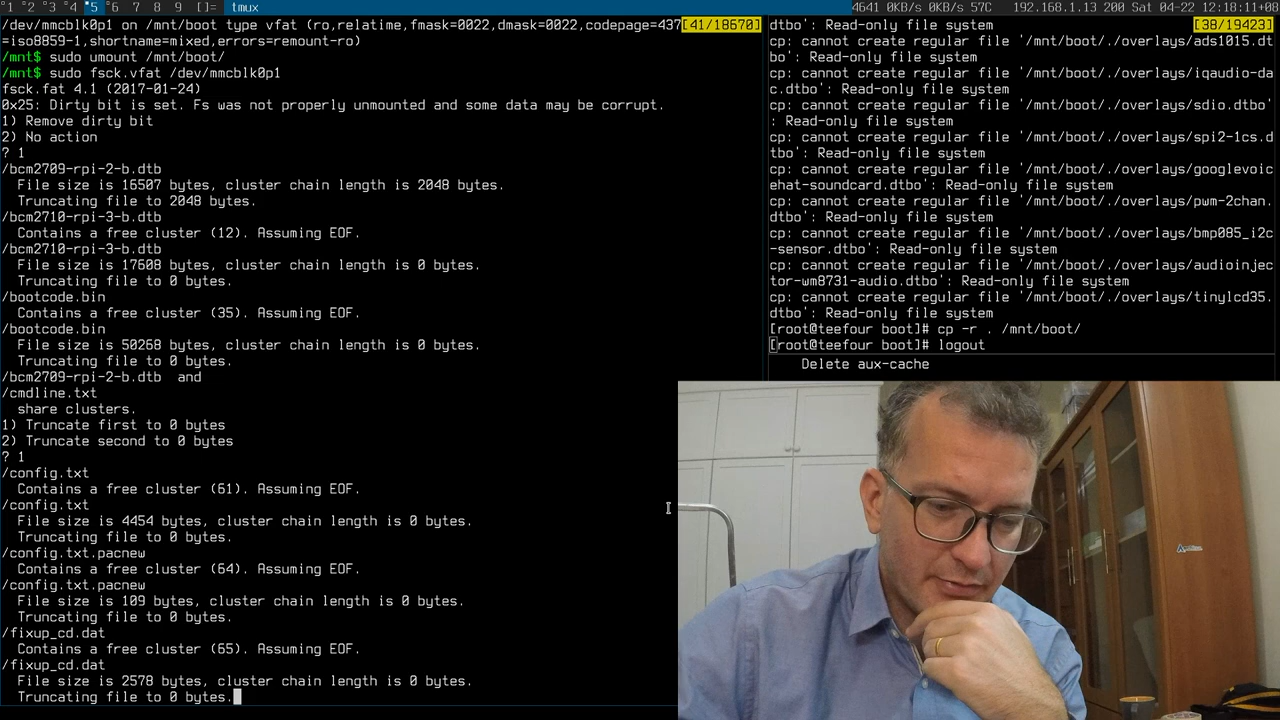 °1 °2 °3 °4 °5 °6 7 8 9 []= tmux 4641 0KB/s 0KB/s 57C 192.168.1.13 200 Sat-04-22 12:18:11+08
/dev/mmcblk0p1 on /mnt/boot type vfat (ro,relatime,fmask=0022,dmask=0022,codepage=437[41/18670]
=iso8859-1,shortname=mixed,errors=remount-ro)
/mnt$ sudo umount /mnt/boot/
/mnt$ sudo fsck.vfat /dev/mmcblk0p1
fsck.fat 4.1 (2017-01-24)
0x25: Dirty bit is set. Fs was not properly unmounted and some data may be corrupt.
1) Remove dirty bit
2) No action
? 1
/bcm2709-rpi-2-b.dtb
File size is 16507 bytes, cluster chain length is 2048 bytes.
Truncating file to 2048 bytes.
/bcm2710-rpi-3-b.dtb
Contains a free cluster (12). Assuming EOF.
/bcm2710-rpi-3-b.dtb
File size is 17608 bytes, cluster chain length is 0 bytes.
Truncating file to 0 bytes.
/bootcode.bin
Contains a free cluster (35). Assuming EOF.
/bootcode.bin
File size is 50268 bytes, cluster chain length is 0 bytes.
Truncating file to 0 bytes.
/bcm2709-rpi-2-b.dtb  and
/cmdline.txt
share clusters.
1) Truncate first to 0 bytes
2) Truncate second to 0 bytes
? 1
/config.txt
Contains a free cluster (61). Assuming EOF.
/config.txt
File size is 4454 bytes, cluster chain length is 0 bytes.
Truncating file to 0 bytes.
/config.txt.pacnew
Contains a free cluster (64). Assuming EOF.
/config.txt.pacnew
File size is 109 bytes, cluster chain length is 0 bytes.
Truncating file to 0 bytes.
/fixup_cd.dat
Contains a free cluster (65). Assuming EOF.
/fixup_cd.dat
File size is 2578 bytes, cluster chain length is 0 bytes.
Truncating file to 0 bytes.
dtbo': Read-only file system [38/19423]
cp: cannot create regular file '/mnt/boot/./overlays/ads1015.dt
bo': Read-only file system
cp: cannot create regular file '/mnt/boot/./overlays/iqaudio-da
c.dtbo': Read-only file system
cp: cannot create regular file '/mnt/boot/./overlays/sdio.dtbo'
: Read-only file system
cp: cannot create regular file '/mnt/boot/./overlays/spi2-1cs.d
tbo': Read-only file system
cp: cannot create regular file '/mnt/boot/./overlays/googlevoic
ehat-soundcard.dtbo': Read-only file system
cp: cannot create regular file '/mnt/boot/./overlays/pwm-2chan.
dtbo': Read-only file system
cp: cannot create regular file '/mnt/boot/./overlays/bmp085_i2c
-sensor.dtbo': Read-only file system
cp: cannot create regular file '/mnt/boot/./overlays/audioinjec
tor-wm8731-audio.dtbo': Read-only file system
cp: cannot create regular file '/mnt/boot/./overlays/tinylcd35.
dtbo': Read-only file system
[root@teefour boot]# cp -r . /mnt/boot/
[root@teefour boot]# logout
Delete aux-cache